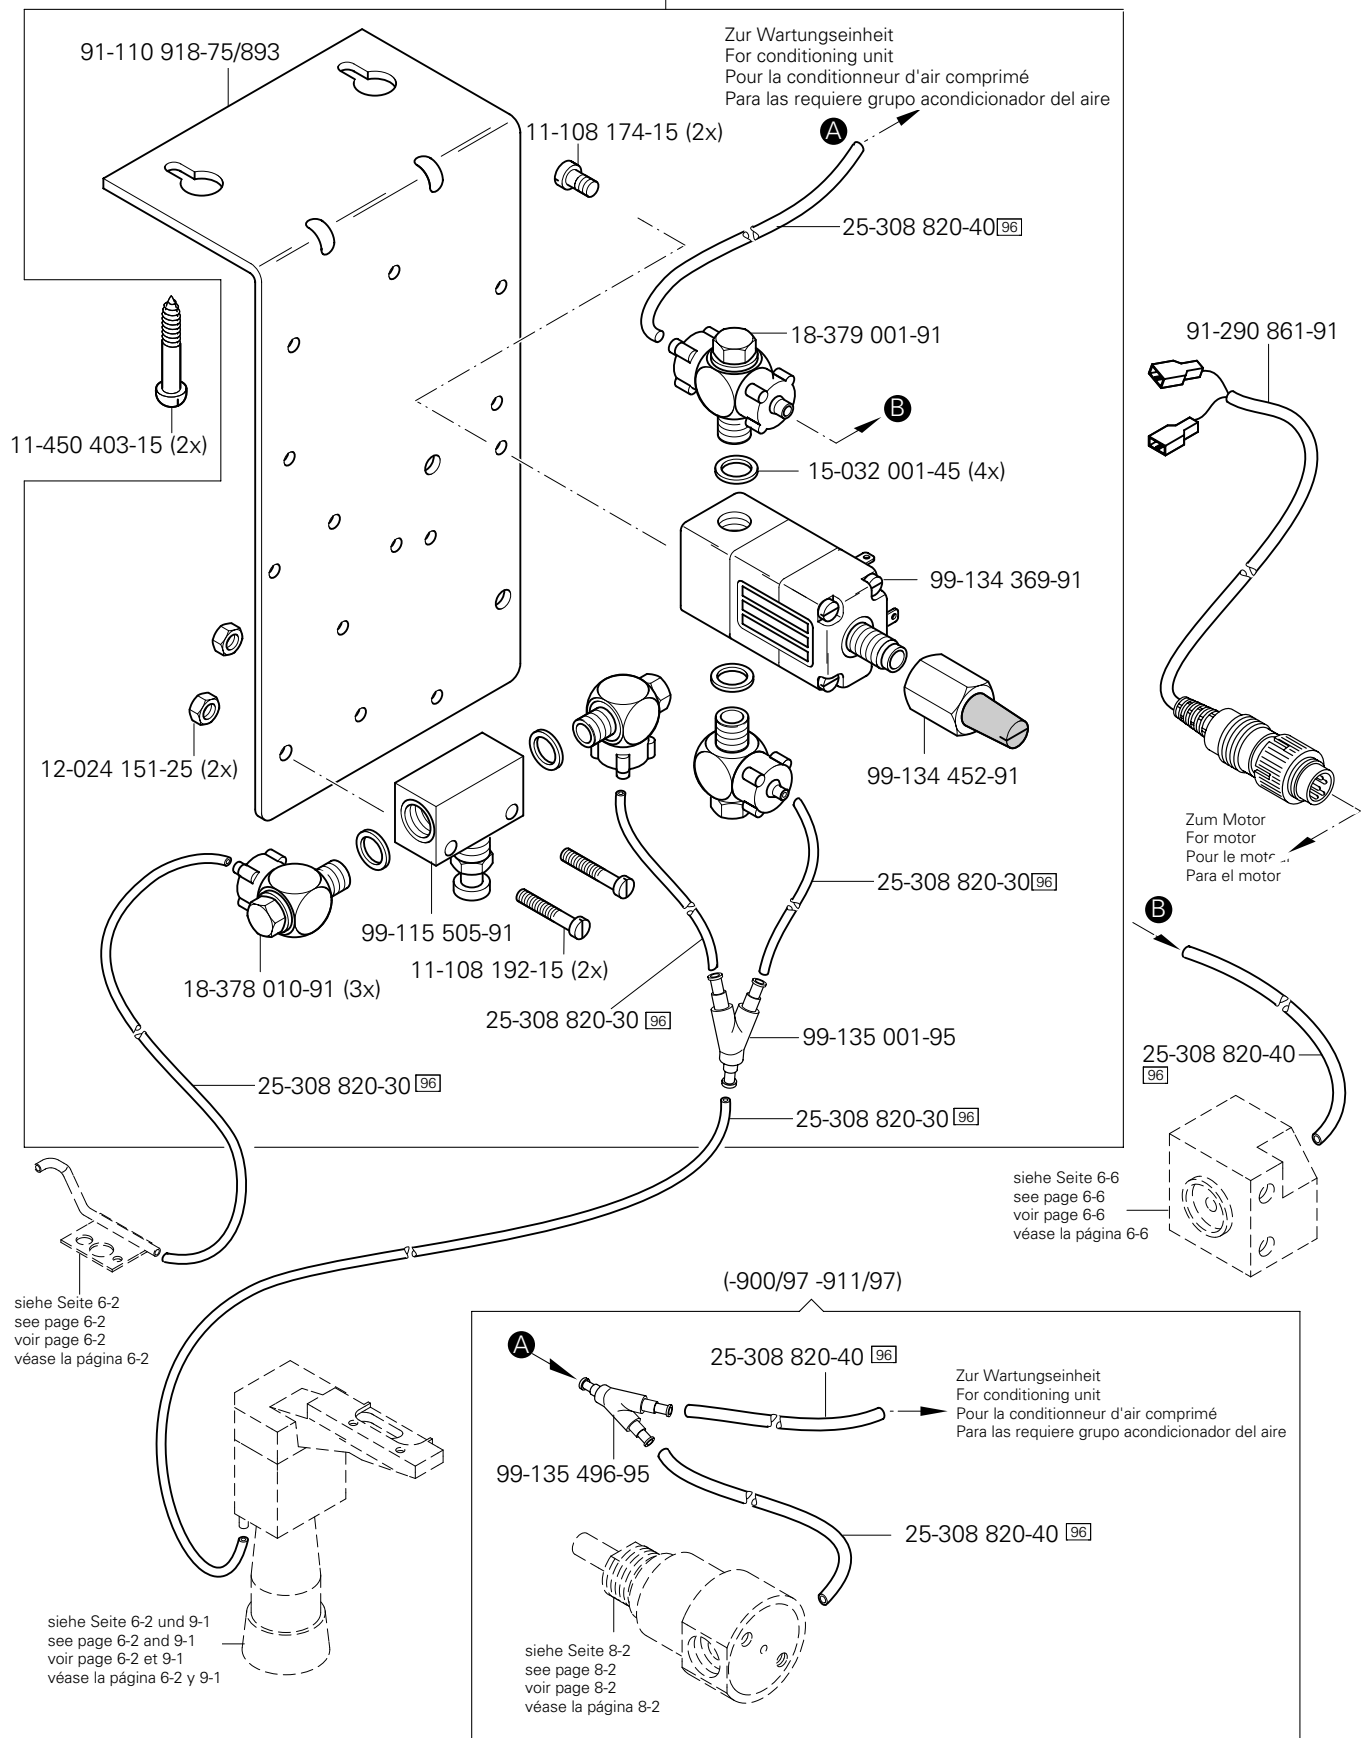 91-110 918-75/893
Zur Wartungseinheit
For conditioning unit
Pour la conditionneur d'air comprimé
Para las requiere grupo acondicionador del aire
A
11-108 174-15 (2x)
25-308 820-40 96
18-379 001-91
91-290 861-91
B
11-450 403-15 (2x)
15-032 001-45 (4x)
99-134 369-91
12-024 151-25 (2x)
99-134 452-91
Zum Motor
For motor
Pour le moteur
Para el motor
25-308 820-30 96
B
99-115 505-91
11-108 192-15 (2x)
18-378 010-91 (3x)
25-308 820-30 96
99-135 001-95
25-308 820-40
96
25-308 820-30 96
25-308 820-30 96
siehe Seite 6-6
see page 6-6
voir page 6-6
véase la página 6-6
(-900/97 -911/97)
siehe Seite 6-2
see page 6-2
voir page 6-2
véase la página 6-2
A
25-308 820-40 96
Zur Wartungseinheit
For conditioning unit
Pour la conditionneur d'air comprimé
Para las requiere grupo acondicionador del aire
99-135 496-95
25-308 820-40 96
siehe Seite 6-2 und 9-1
see page 6-2 and 9-1
voir page 6-2 et 9-1
véase la página 6-2 y 9-1
siehe Seite 8-2
see page 8-2
voir page 8-2
véase la página 8-2